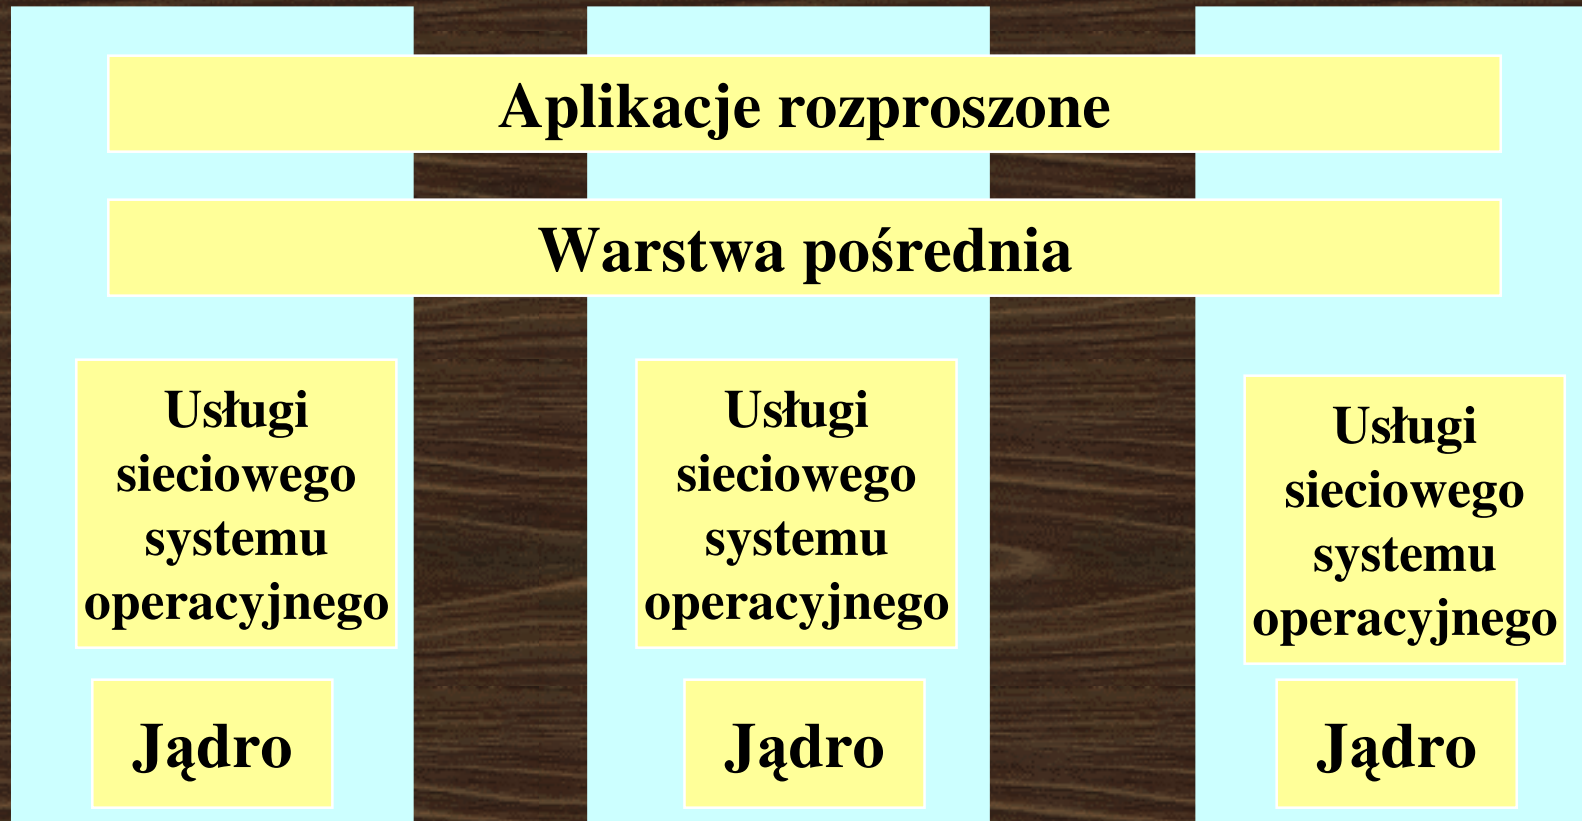 Aplikacje rozproszone
Warstwa pośrednia
Usługi
sieciowego
systemu
operacyjnego
Usługi
sieciowego
systemu
operacyjnego
Usługi
sieciowego
systemu
operacyjnego
Jądro
Jądro
Jądro